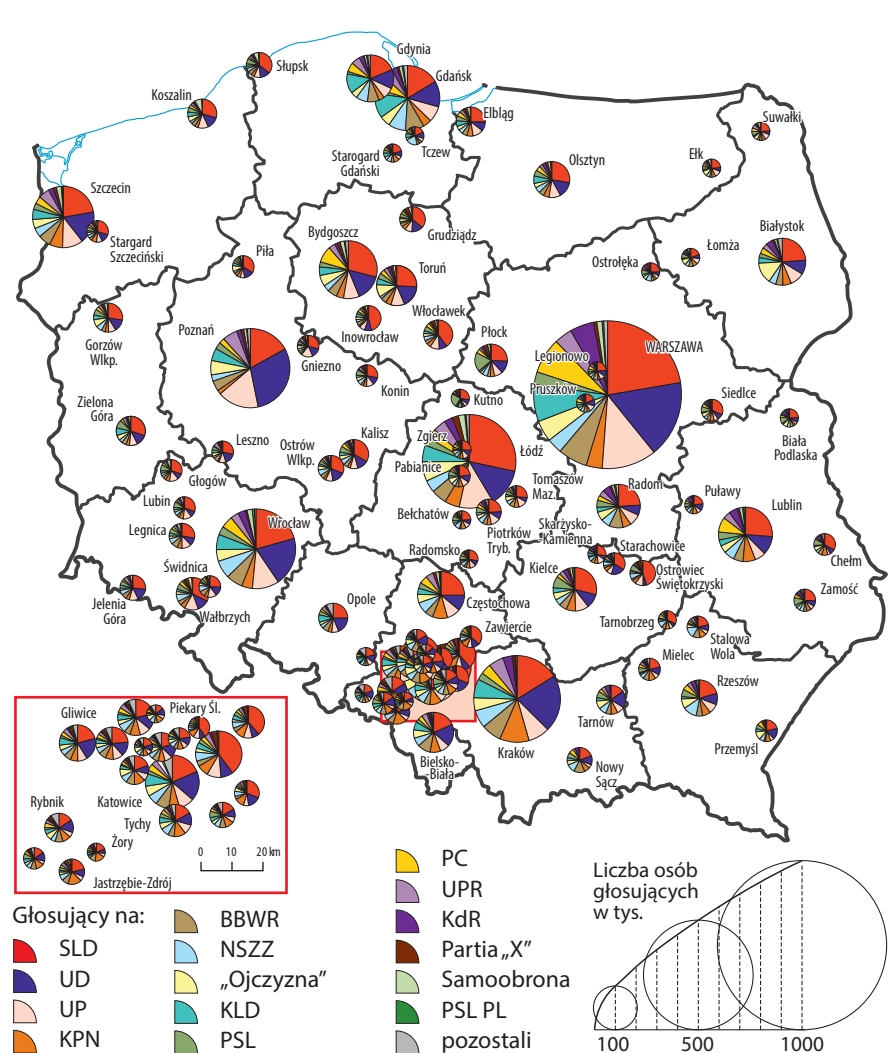 Gdynia
Słupsk
Gdańsk
Koszalin
Elbląg
Suwałki
Tczew
Starogard
Gdański
Olsztyn
Ełk
Szczecin
Stargard
Szczeciński
Grudziądz
Białystok
Bydgoszcz
Piła
Toruń
Łomża
Ostrołęka
Włocławek
Gorzów
Wlkp.
Poznań
Inowrocław
Płock
Legionowo
WARSZAWA
Gniezno
Konin
Pruszków
Kutno
Siedlce
Zielona
Góra
Leszno
Ostrów
Wlkp.
Kalisz
Zgierz
Łódź
Biała
Podlaska
Głogów
Pabianice
Tomaszów
Maz.
Radom
Puławy
Lublin
Lubin
Wrocław
Bełchatów
Piotrków
Tryb.
Skarżysko-
-Kamienna
Legnica
Radomsko
Starachowice
Chełm
Świdnica
Kielce
Ostrowiec
Świętokrzyski
Jelenia
Góra
Wałbrzych
Opole
Częstochowa
Zamość
Zawiercie
Tarnobrzeg
Stalowa
Wola
Mielec
Rzeszów
Gliwice
Piekary Śl.
Kraków
Tarnów
Przemyśl
Bielsko-
-Biała
Nowy
Sącz
Rybnik
Katowice
Tychy
Żory
Jastrzębie-Zdrój
0 10 20 km
Głosujący na:
SLD
UD
UP
KPN
BBWR
NSZZ
„Ojczyzna”
KLD
PSL
PC
UPR
KdR
Partia „X”
Samoobrona
PSL PL
pozostali
Liczba osób
głosujących
w tys.
100 500 1000